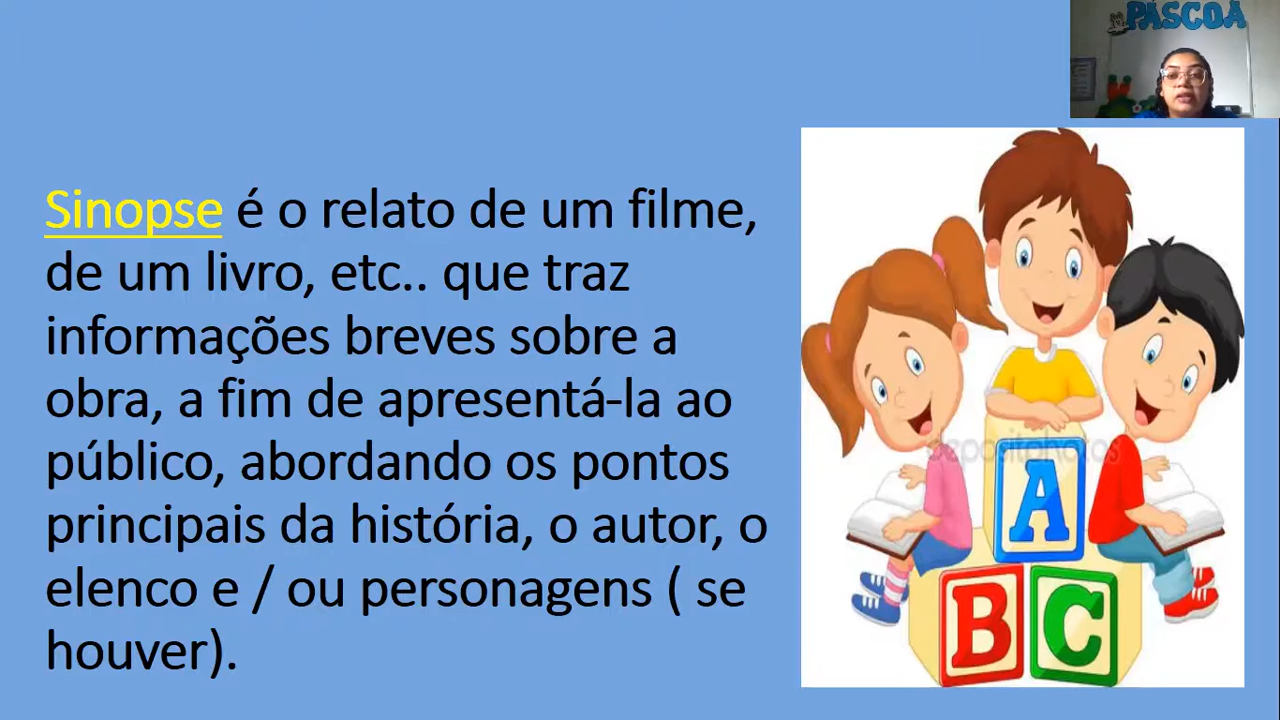 PÁSCOA
Sinopse é o relato de um filme,
de um livro, etc.. que traz
informações breves sobre a
obra, a fim de apresentá-la ao
público, abordando os pontos
principais da história, o autor, o
elenco e / ou personagens ( se
houver).
depositphotos
A
B C